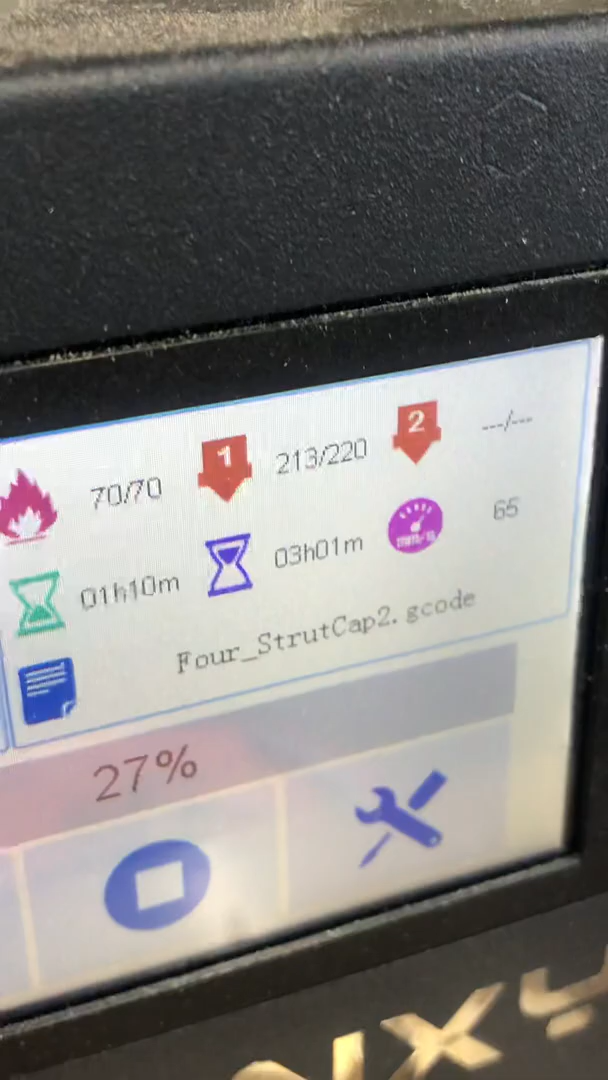 70/70 1 213/220 2 ---/---
01h10m 03h01m 65
Four_StrutCap2.gcode
27%